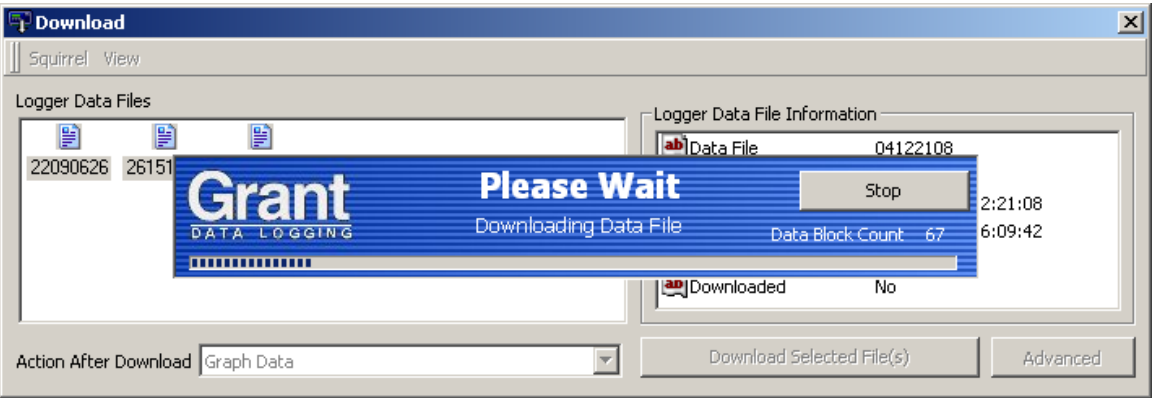 Download
Squirrel View
Logger Data Files
22090626 26151
Logger Data File Information
Data File 04122108
2:21:08
6:09:42
Downloaded No
Grant
DATA LOGGING
Please Wait
Downloading Data File
Stop
Data Block Count 67
Action After Download Graph Data
Download Selected File(s)
Advanced